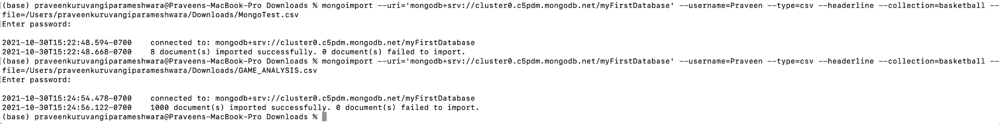 (base) praveenkuruvangiparameshwara@Praveens-MacBook-Pro Downloads % mongoimport --uri='mongodb+srv://cluster0.c5pdm.mongodb.net/myFirstDatabase' --username=Praveen --type=csv --headerline --collection=basketball --
file=/Users/praveenkuruvangiparameshwara/Downloads/MongoTest.csv
Enter password:
2021-10-30T15:22:48.594-0700    connected to: mongodb+srv://cluster0.c5pdm.mongodb.net/myFirstDatabase
2021-10-30T15:22:48.668-0700    8 document(s) imported successfully. 0 document(s) failed to import.
(base) praveenkuruvangiparameshwara@Praveens-MacBook-Pro Downloads % mongoimport --uri='mongodb+srv://cluster0.c5pdm.mongodb.net/myFirstDatabase' --username=Praveen --type=csv --headerline --collection=basketball --
file=/Users/praveenkuruvangiparameshwara/Downloads/GAME_ANALYSIS.csv
Enter password:
2021-10-30T15:24:54.478-0700    connected to: mongodb+srv://cluster0.c5pdm.mongodb.net/myFirstDatabase
2021-10-30T15:24:56.122-0700    1000 document(s) imported successfully. 0 document(s) failed to import.
(base) praveenkuruvangiparameshwara@Praveens-MacBook-Pro Downloads %